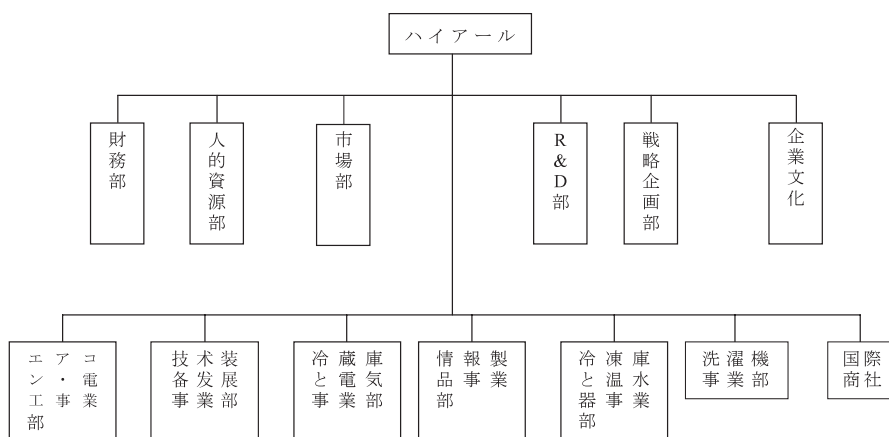 ハイアール
財務部
人的資源部
市場部
R&D部
戦略企画部
企業文化
エアコ
ン・電
工事業
部
技术装
备发展
事業部
冷蔵庫
と電気
事業部
情報製
品事業
部
冷凍庫
と温水
器事業
部
洗濯機
事業部
国際
商社